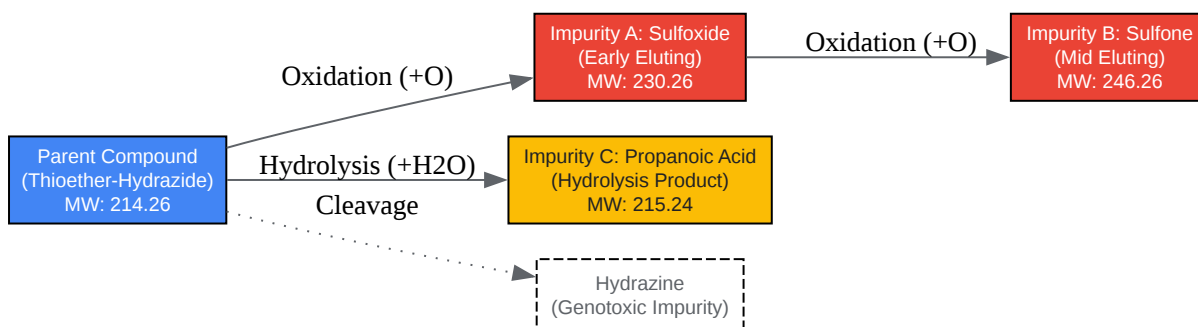 Parent Compound
(Thioether-Hydrazide)
MW: 214.26
Oxidation (+O)
Impurity A: Sulfoxide
(Early Eluting)
MW: 230.26
Oxidation (+O)
Impurity B: Sulfone
(Mid Eluting)
MW: 246.26
Hydrolysis (+H2O)
Impurity C: Propanoic Acid
(Hydrolysis Product)
MW: 215.24
Cleavage
Hydrazine
(Genotoxic Impurity)